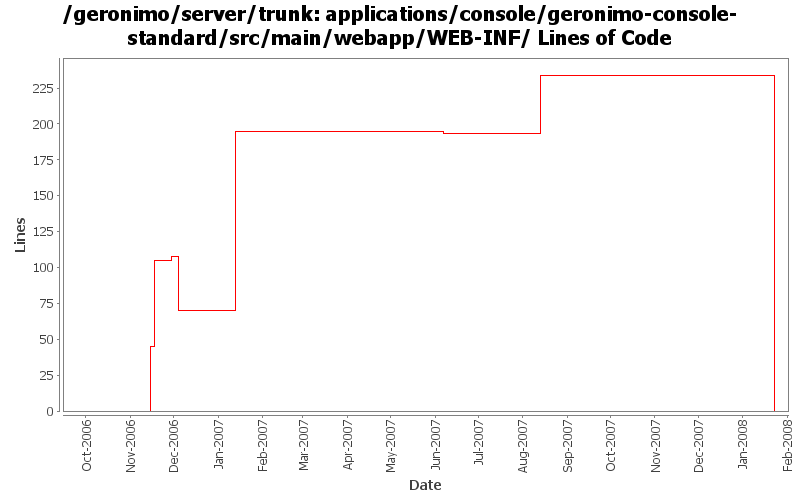 /geronimo/server/trunk: applications/console/geronimo-console-
standard/src/main/webapp/WEB-INF/ Lines of Code
Lines
225
200
175
150
125
100
75
50
25
0
Oct-2006
Nov-2006
Dec-2006
Jan-2007
Feb-2007
Mar-2007
Apr-2007
May-2007
Jun-2007
Jul-2007
Aug-2007
Sep-2007
Oct-2007
Nov-2007
Dec-2007
Jan-2008
Feb-2008
Date